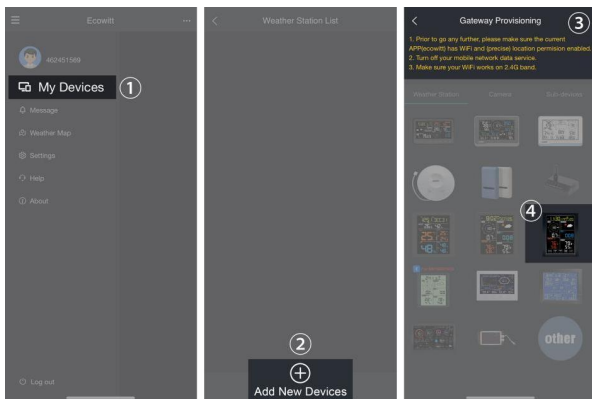 Ecowitt
...
462451569
My Devices
1
Message
Weather Map
Settings
Help
About
Log out
Weather Station List
2
Add New Devices
Gateway Provisioning
3
1. Prior to go any further, please make sure the current
APP(ecowitt) has WiFi and (precise) location permision enabled.
2. Turn off your mobile network data service.
3. Make sure your WiFi works on 2.4G band.
Weather Station Camera Sub-devices
4
other